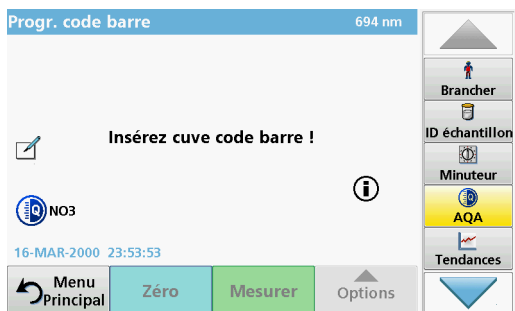 Progr. code barre
694 nm
Insérez cuve code barre !
NO3
16-MAR-2000 23:53:53
Menu
Principal
Zéro
Mesurer
Options
Brancher
ID échantillon
Minuteur
AQA
Tendances